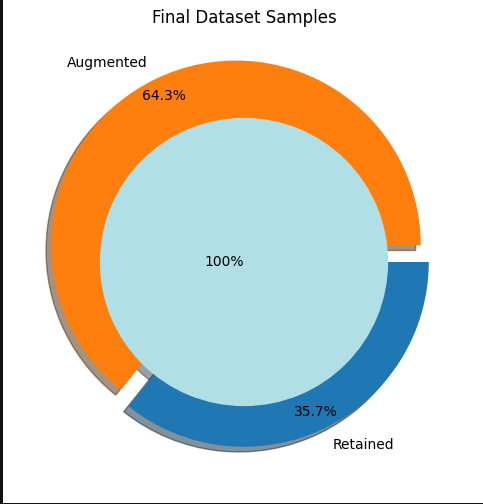 Final Dataset Samples
Augmented
64.3%
100%
35.7%
Retained